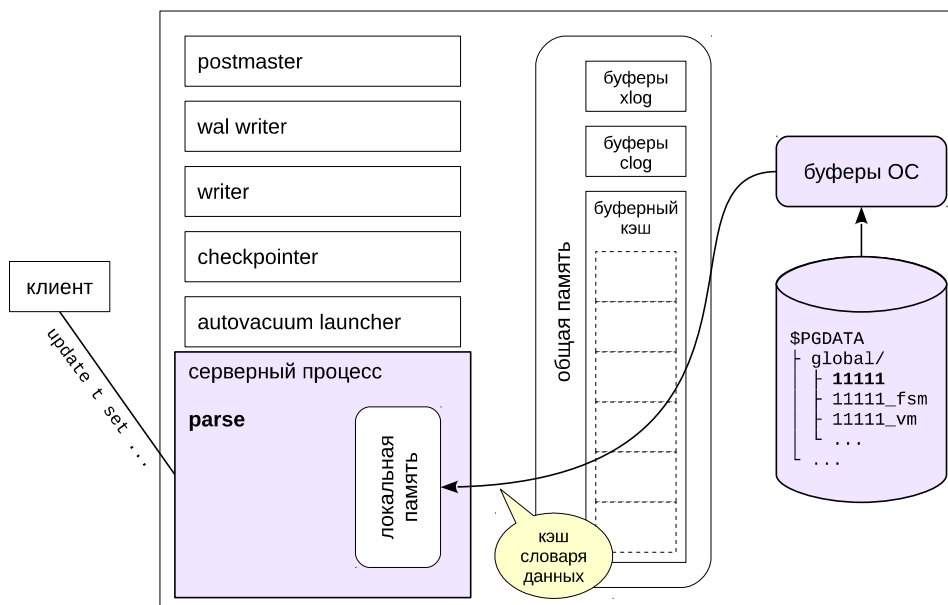 postmaster
wal writer
writer
checkpointer
autovacuum launcher
клиент
update t set ...
серверный процесс
parse
локальная
память
общая память
буферы
xlog
буферы
clog
буферный
кэш
кэш
словаря
данных
буферы ОС
$PGDATA
global/
11111
11111_fsm
11111_vm
...
...